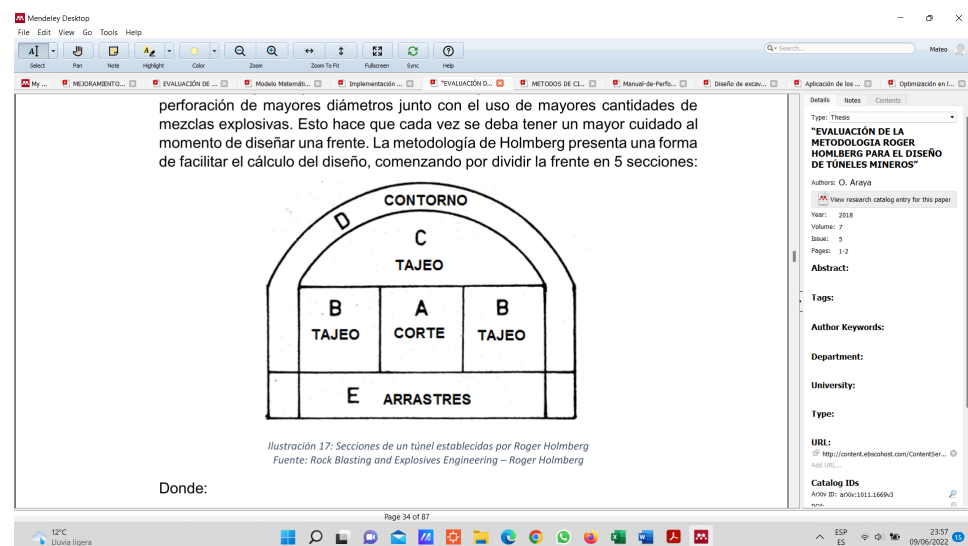 Mendeley Desktop
File Edit View Go Tools Help
Select Pan Note Highlight Color Zoom Zoom To Fit Fullscreen Sync Help
Search... Mateo
My ... MEJORAMIENTO... EVALUACIÓN DE ... Modelo Matemáti... Implementación ... "EVALUACIÓN D... METODOS DE CI... Manual-de-Perfo... Diseño de excav... Aplicación de los ... Optimización en l...
perforación de mayores diámetros junto con el uso de mayores cantidades de
mezclas explosivas. Esto hace que cada vez se deba tener un mayor cuidado al
momento de diseñar una frente. La metodología de Holmberg presenta una forma
de facilitar el cálculo del diseño, comenzando por dividir la frente en 5 secciones:
CONTORNO
D
C
TAJEO
B A B
TAJEO CORTE TAJEO
E ARRASTRES
Ilustración 17: Secciones de un túnel establecidas por Roger Holmberg
Fuente: Rock Blasting and Explosives Engineering – Roger Holmberg
Donde:
Page 34 of 87
Details Notes Contents
Type: Thesis
"EVALUACIÓN DE LA
METODOLOGIA ROGER
HOMLBERG PARA EL DISEÑO
DE TÚNELES MINEROS"
Authors: O. Araya
View research catalog entry for this paper
Year: 2018
Volume: 7
Issue: 5
Pages: 1-2
Abstract:
Tags:
Author Keywords:
Department:
University:
Type:
URL:
http://content.ebscohost.com/ContentSer...
Add URL...
Catalog IDs
ArXiv ID: arXiv:1011.1669v3
DOI:
12°C
Lluvia ligera
ESP
ES
23:57
09/06/2022
15